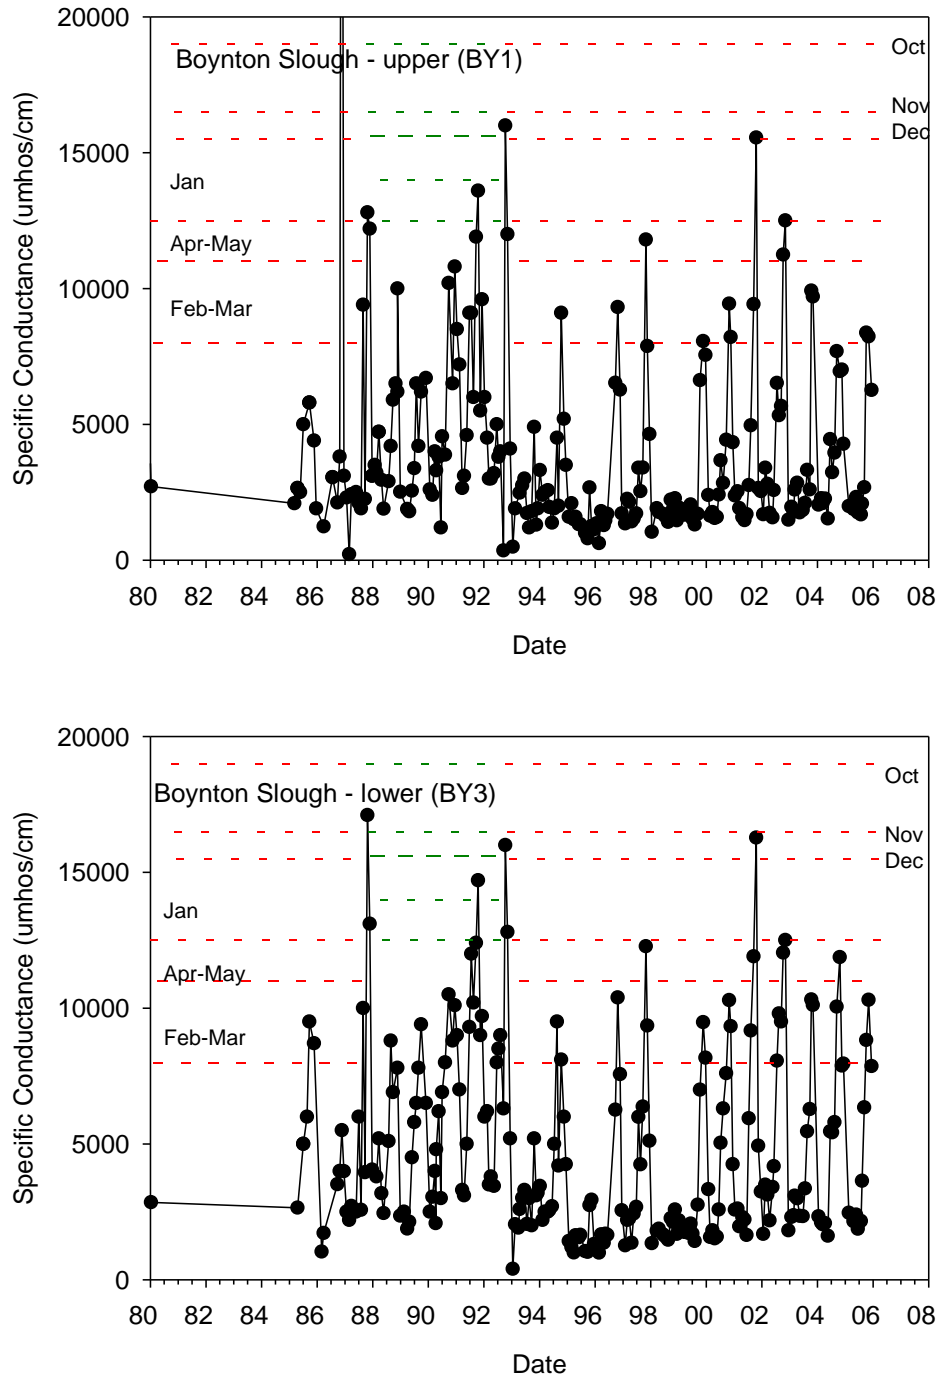 20000
Oct
Boynton Slough - upper (BY1)
Nov
Dec
15000
Jan
Apr-May
10000
Feb-Mar
5000
0
Specific Conductance (umhos/cm)
80 82 84 86 88 90 92 94 96 98 00 02 04 06 08
Date
20000
Oct
Boynton Slough - lower (BY3)
Nov
Dec
15000
Jan
Apr-May
10000
Feb-Mar
5000
0
Specific Conductance (umhos/cm)
80 82 84 86 88 90 92 94 96 98 00 02 04 06 08
Date